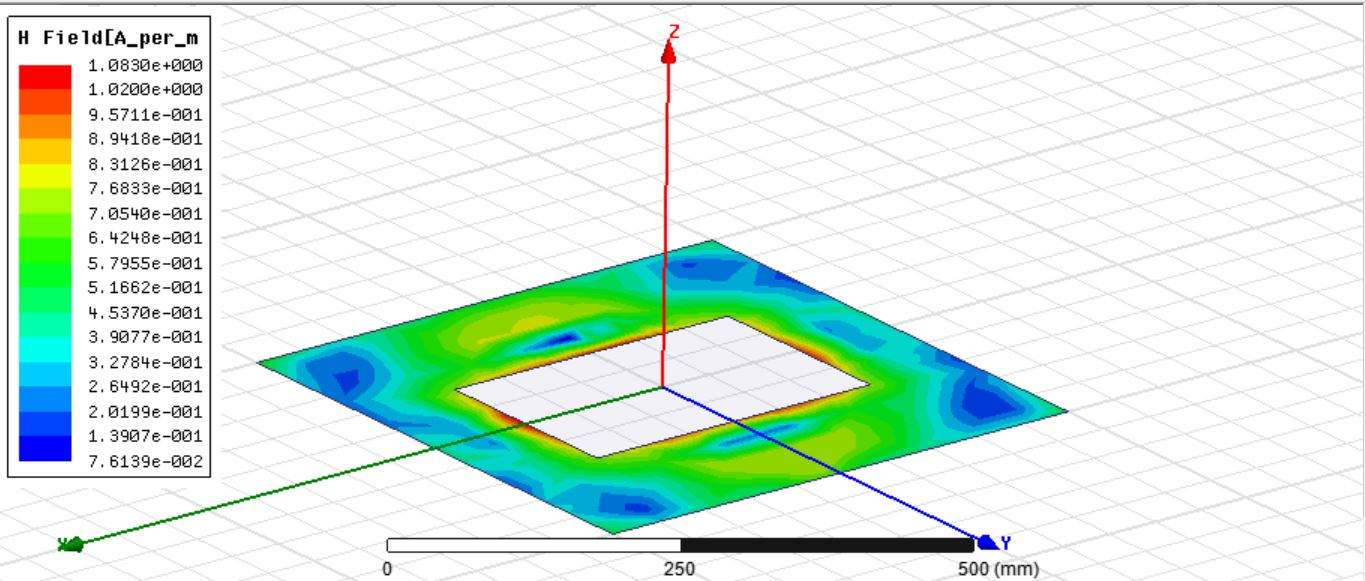 H Field[A_per_m
1.0830e+000
1.0200e+000
9.5711e-001
8.9418e-001
8.3126e-001
7.6833e-001
7.0540e-001
6.4248e-001
5.7955e-001
5.1662e-001
4.5370e-001
3.9077e-001
3.2784e-001
2.6492e-001
2.0199e-001
1.3907e-001
7.6139e-002
Z
X
Y
0
250
500 (mm)